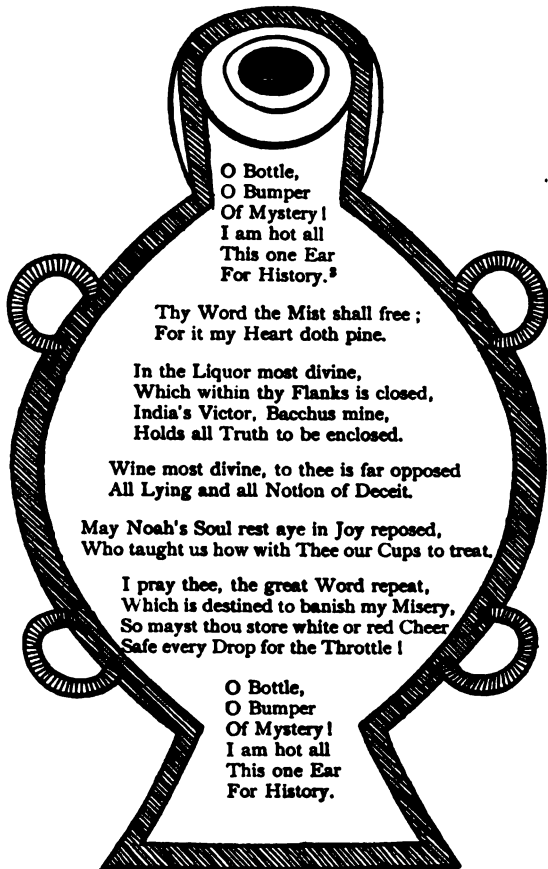 O Bottle,
O Bumper
Of Mystery!
I am hot all
This one Ear
For History.³
Thy Word the Mist shall free;
For it my Heart doth pine.
In the Liquor most divine,
Which within thy Flanks is closed,
India's Victor, Bacchus mine,
Holds all Truth to be enclosed.
Wine most divine, to thee is far opposed
All Lying and all Notion of Deceit.
May Noah's Soul rest aye in Joy reposed,
Who taught us how with Thee our Cups to treat.
I pray thee, the great Word repeat,
Which is destined to banish my Misery,
So mayst thou store white or red Cheer
Safe every Drop for the Throttle!
O Bottle,
O Bumper
Of Mystery!
I am hot all
This one Ear
For History.